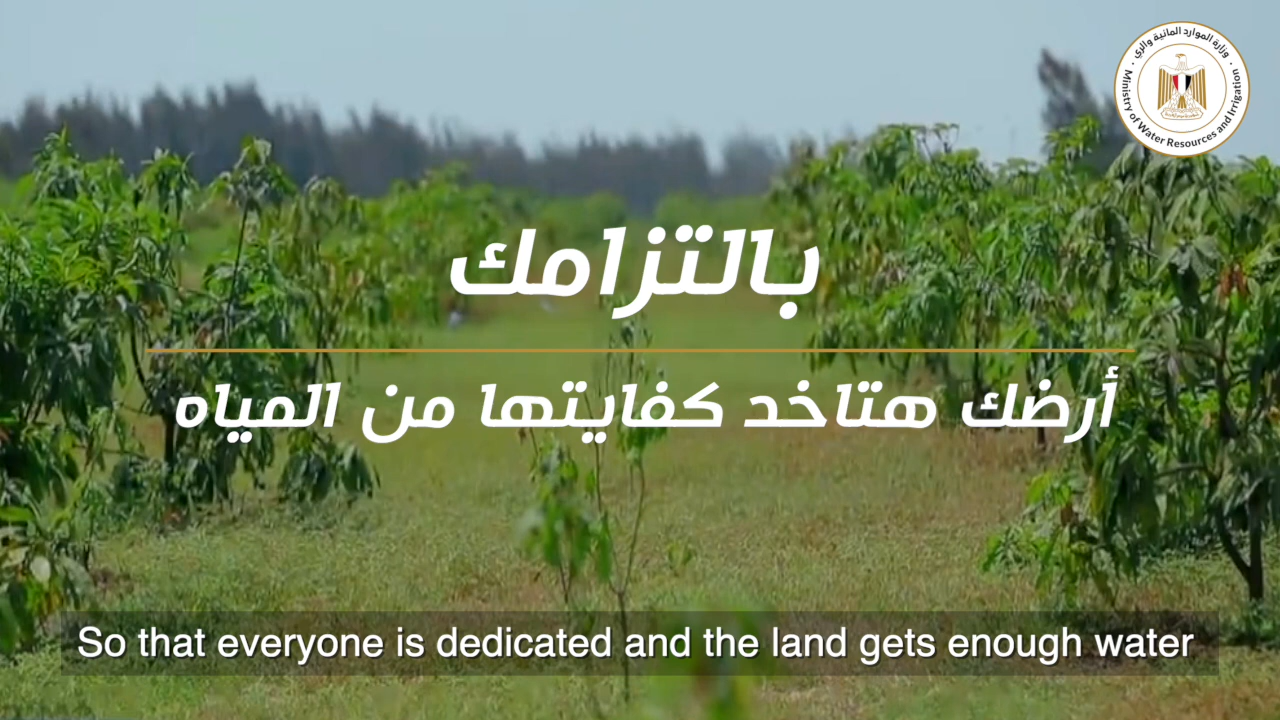 وزارة الموارد المائية والري
Ministry of Water Resources and Irrigation
بالتزامك
أرضك هتاخد كفايتها من المياه
So that everyone is dedicated and the land gets enough water